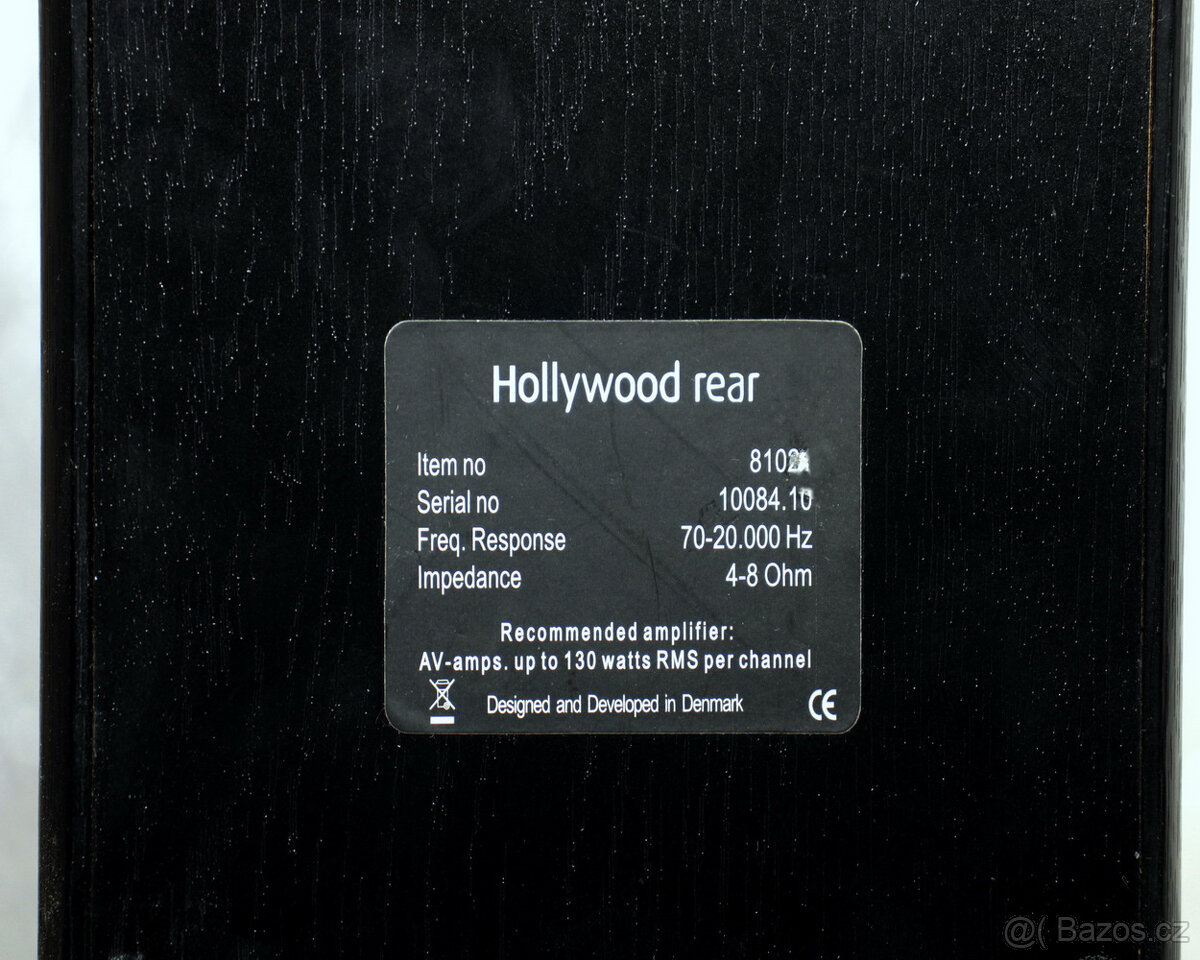 Hollywood rear
Item no
Serial no 10084.10
Freq. Response 70-20.000 Hz
Impedance 4-8 Ohm
Recommended amplifier:
AV-amps. up to 130 watts RMS per channel
Designed and Developed in Denmark CE
@( Bazos.cz